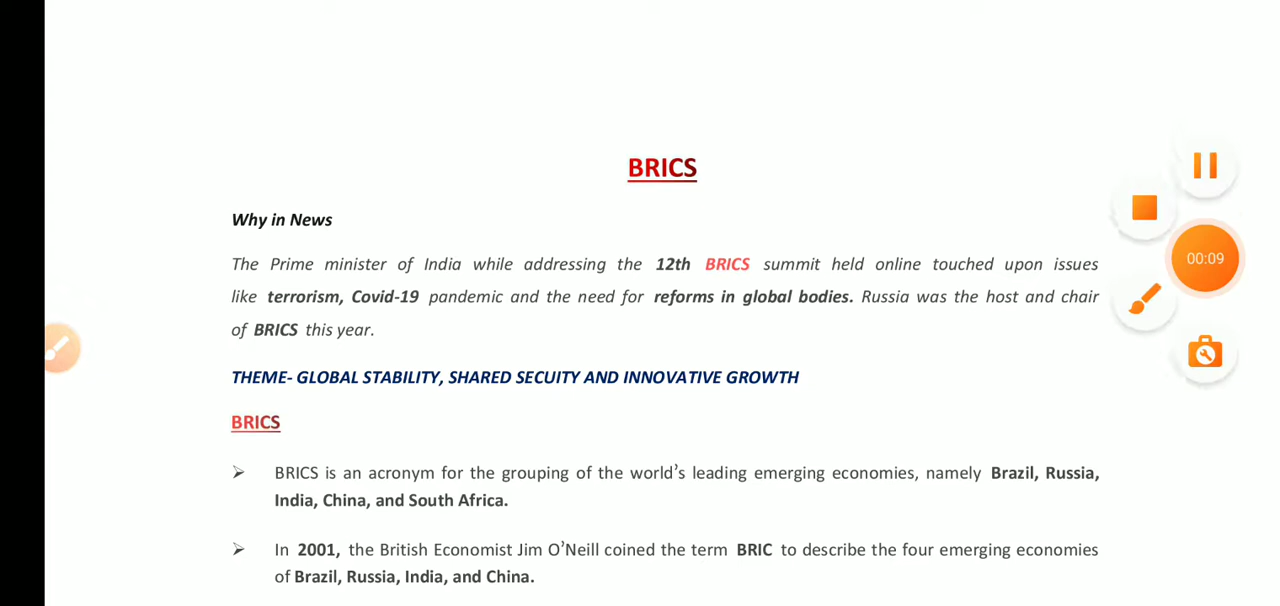 BRICS
Why in News
The Prime minister of India while addressing the 12th BRICS summit held online touched upon issues
like terrorism, Covid-19 pandemic and the need for reforms in global bodies. Russia was the host and chair
of BRICS this year.
THEME- GLOBAL STABILITY, SHARED SECUITY AND INNOVATIVE GROWTH
BRICS
➢ BRICS is an acronym for the grouping of the world’s leading emerging economies, namely Brazil, Russia,
India, China, and South Africa.
➢ In 2001, the British Economist Jim O’Neill coined the term BRIC to describe the four emerging economies
of Brazil, Russia, India, and China.
00:09